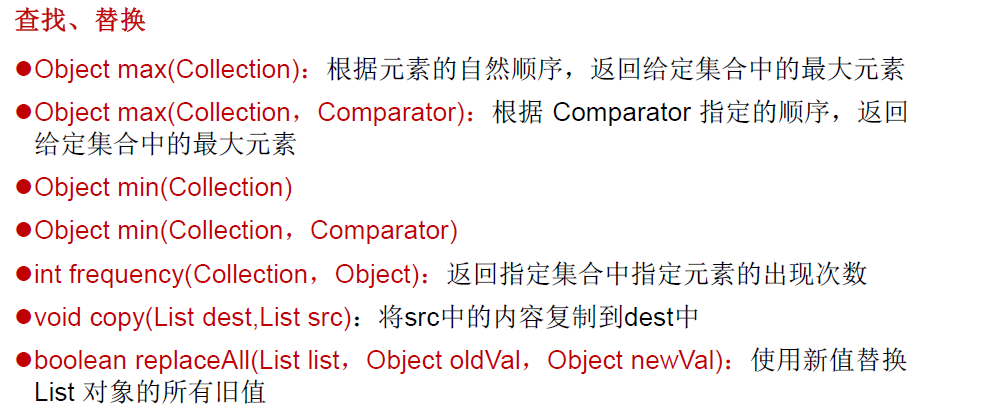 查找、替换
●Object max(Collection)：根据元素的自然顺序，返回给定集合中的最大元素
●Object max(Collection，Comparator)：根据 Comparator 指定的顺序，返回
给定集合中的最大元素
●Object min(Collection)
●Object min(Collection，Comparator)
●int frequency(Collection，Object)：返回指定集合中指定元素的出现次数
●void copy(List dest,List src)：将src中的内容复制到dest中
●boolean replaceAll(List list，Object oldVal，Object newVal)：使用新值替换
List 对象的所有旧值